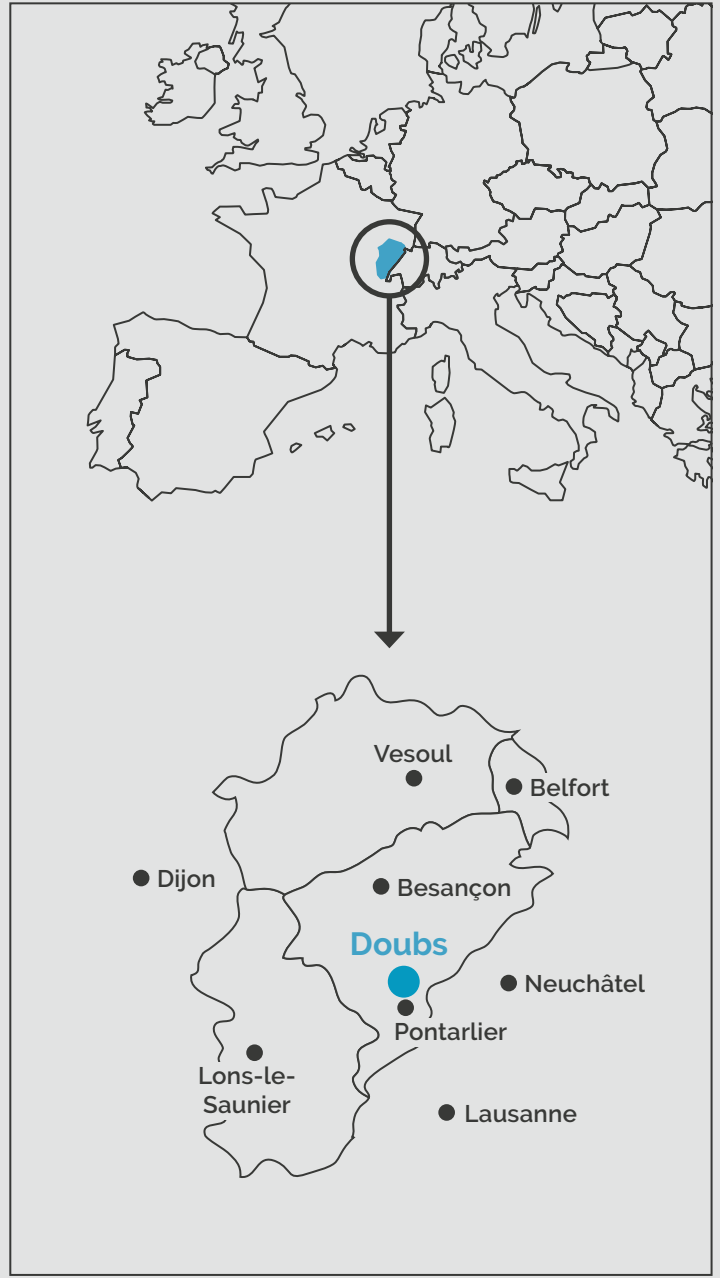 Vesoul
Belfort
Dijon
Besançon
Doubs
Neuchâtel
Pontarlier
Lons-le-
Saunier
Lausanne